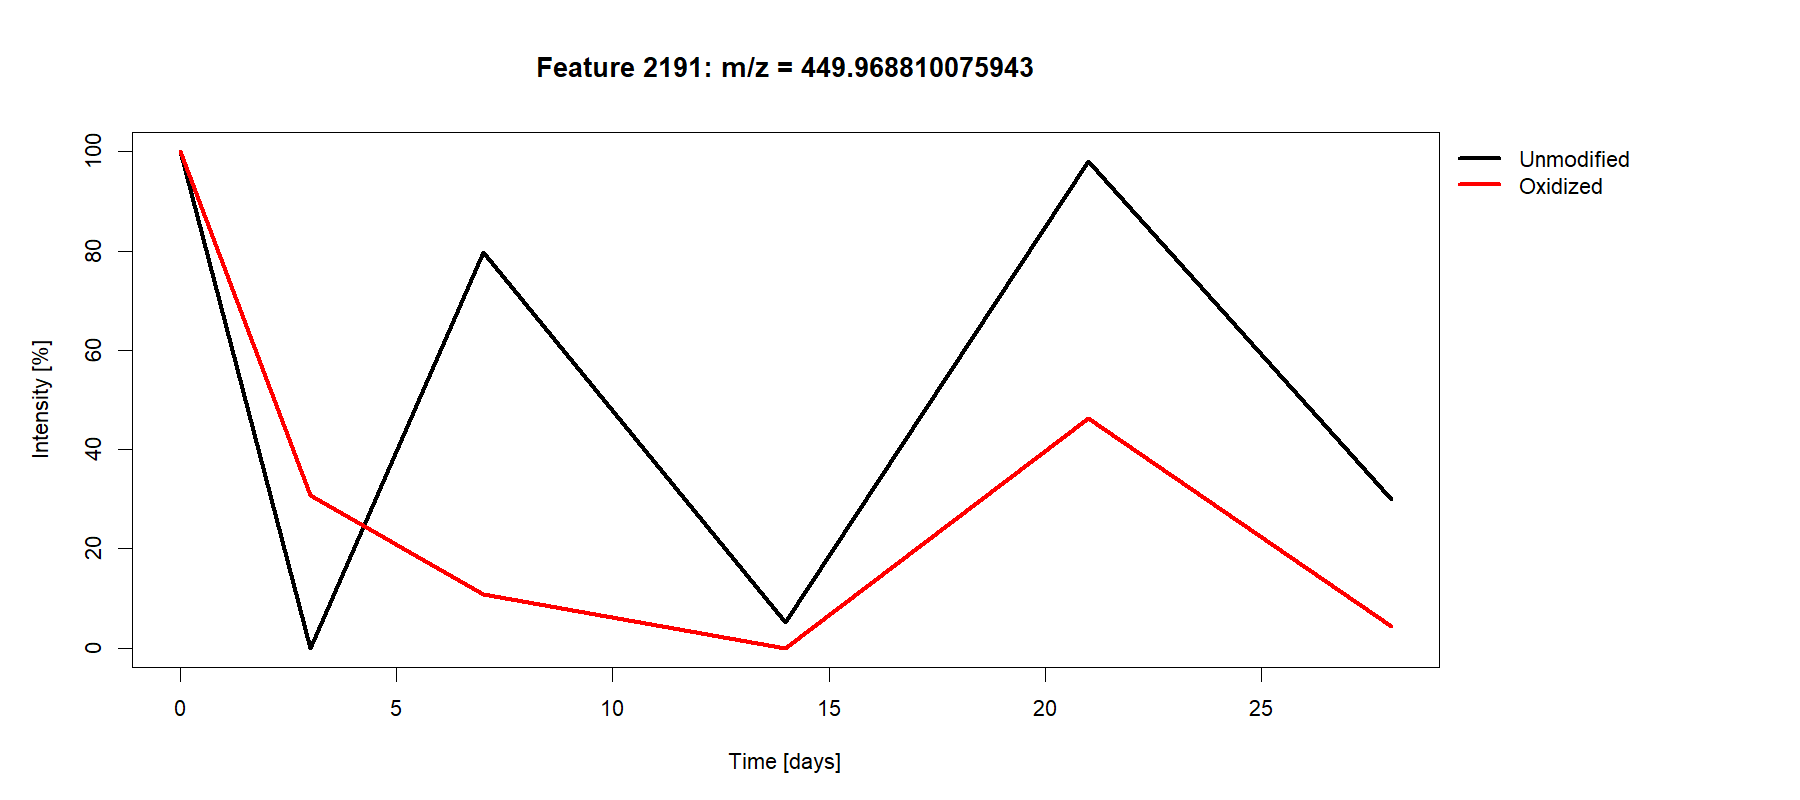 Feature 2191: m/z = 449.968810075943
Unmodified
Oxidized
Intensity [%]
100
80
60
40
20
0
0 5 10 15 20 25
Time [days]